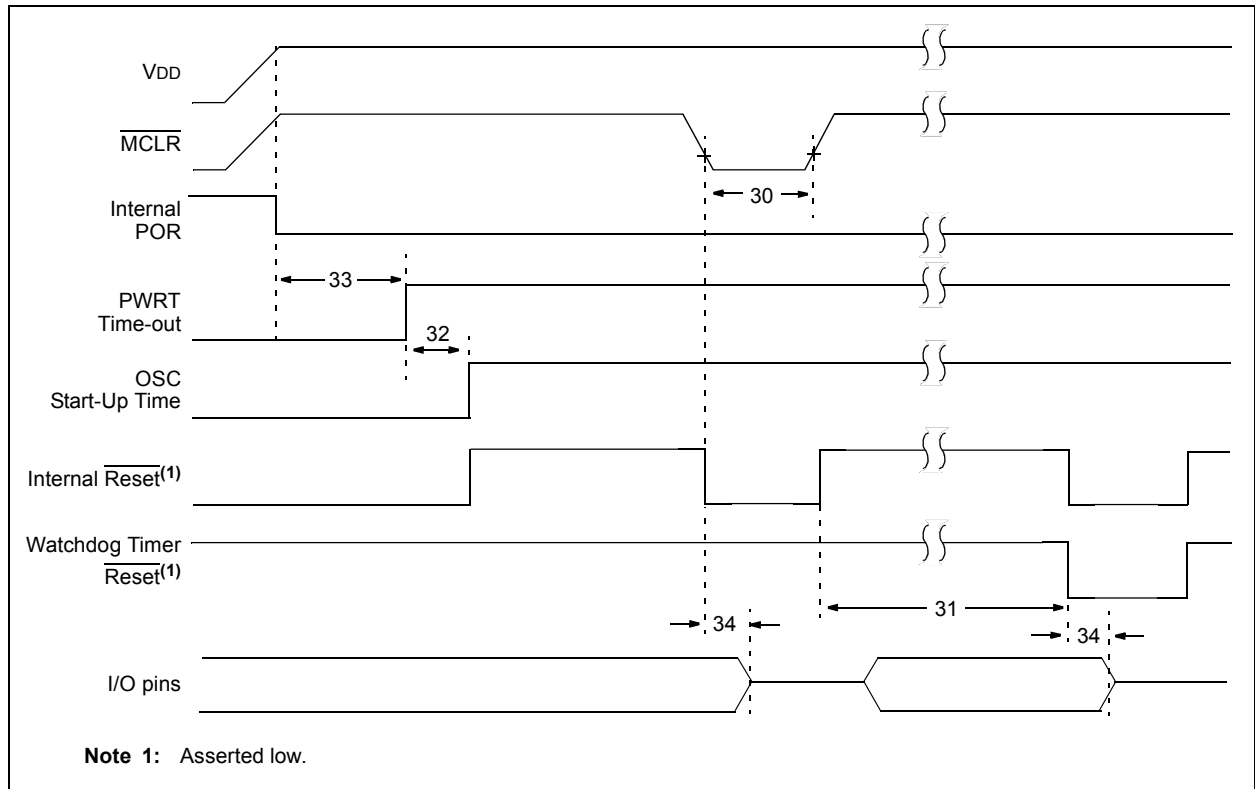 VDD
MCLR
30
Internal
POR
33
PWRT
Time-out
32
OSC
Start-Up Time
Internal Reset(1)
Watchdog Timer
Reset(1)
31
34
34
I/O pins
Note 1: Asserted low.